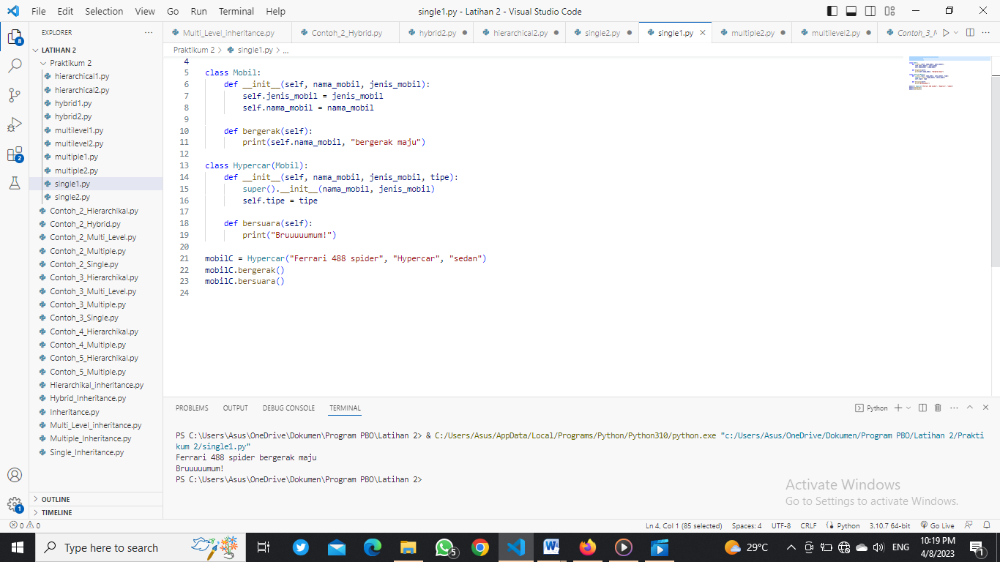 File Edit Selection View Go Run Terminal Help
single1.py - Latihan 2 - Visual Studio Code
EXPLORER
Multi_Level_inheritance.py
Contoh_2_Hybrid.py
hybrid2.py
hierarchical2.py
single2.py
single1.py
multiple2.py
multilevel2.py
Contoh_3_
LATIHAN 2
Praktikum 2
hierarchical1.py
hierarchical2.py
hybrid1.py
hybrid2.py
multilevel1.py
multilevel2.py
multiple1.py
multiple2.py
single1.py
single2.py
Contoh_2_Hierarchikal.py
Contoh_2_Hybrid.py
Contoh_2_Multi_Level.py
Contoh_2_Multiple.py
Contoh_2_Single.py
Contoh_3_Hierarchikal.py
Contoh_3_Multi_Level.py
Contoh_3_Multiple.py
Contoh_3_Single.py
Contoh_4_Hierarchikal.py
Contoh_4_Multiple.py
Contoh_5_Hierarchikal.py
Contoh_5_Multiple.py
Hierarchikal_inheritance.py
Hybrid_Inheritance.py
Inheritance.py
Multi_Level_inheritance.py
Multiple_Inheritance.py
Single_Inheritance.py
OUTLINE
TIMELINE
Praktikum 2 > single1.py > ...
4
5 class Mobil:
6     def __init__(self, nama_mobil, jenis_mobil):
7         self.jenis_mobil = jenis_mobil
8         self.nama_mobil = nama_mobil
9
10     def bergerak(self):
11         print(self.nama_mobil, "bergerak maju")
12
13 class Hypercar(Mobil):
14     def __init__(self, nama_mobil, jenis_mobil, tipe):
15         super().__init__(nama_mobil, jenis_mobil)
16         self.tipe = tipe
17
18     def bersuara(self):
19         print("Bruuuuumum!")
20
21 mobilC = Hypercar("Ferrari 488 spider", "Hypercar", "sedan")
22 mobilC.bergerak()
23 mobilC.bersuara()
24
PROBLEMS OUTPUT DEBUG CONSOLE TERMINAL
Python
PS C:\Users\Asus\OneDrive\Dokumen\Program PBO\Latihan 2> & C:/Users/Asus/AppData/Local/Programs/Python/Python310/python.exe "c:/Users/Asus/OneDrive/Dokumen/Program PBO/Latihan 2/Prakti
kum 2/single1.py"
Ferrari 488 spider bergerak maju
Bruuuuumum!
PS C:\Users\Asus\OneDrive\Dokumen\Program PBO\Latihan 2>
Activate Windows
Go to Settings to activate Windows.
0 0
Ln 4, Col 1 (85 selected) Spaces: 4 UTF-8 CRLF Python 3.10.7 64-bit Go Live
Type here to search
5
29°C
ENG
10:19 PM
4/8/2023
1
8
2
1